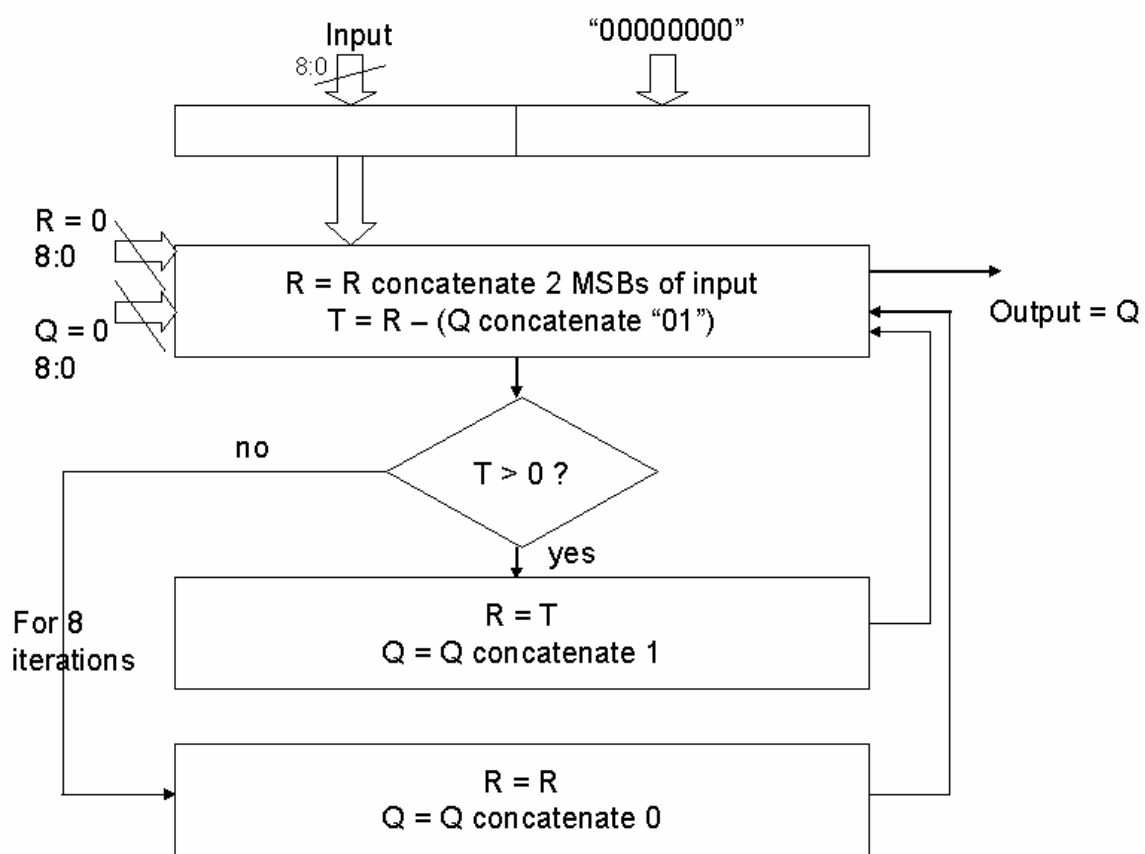 Input
“00000000”
8:0
R = 0
8:0
Q = 0
8:0
R = R concatenate 2 MSBs of input
T = R – (Q concatenate “01”)
Output = Q
no
T > 0 ?
yes
For 8
iterations
R = T
Q = Q concatenate 1
R = R
Q = Q concatenate 0